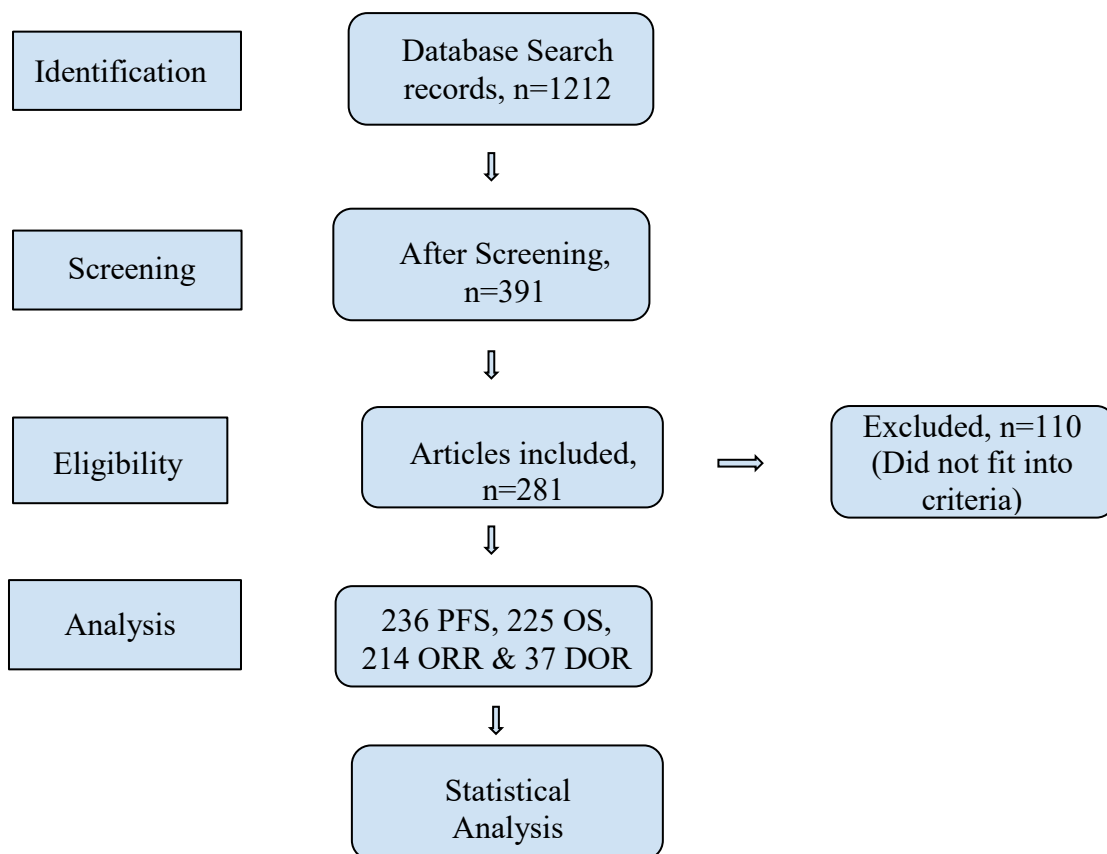 Identification
Database Search
records, n=1212
Screening
After Screening,
n=391
Eligibility
Articles included,
n=281
Excluded, n=110
(Did not fit into
criteria)
Analysis
236 PFS, 225 OS,
214 ORR & 37 DOR
Statistical
Analysis